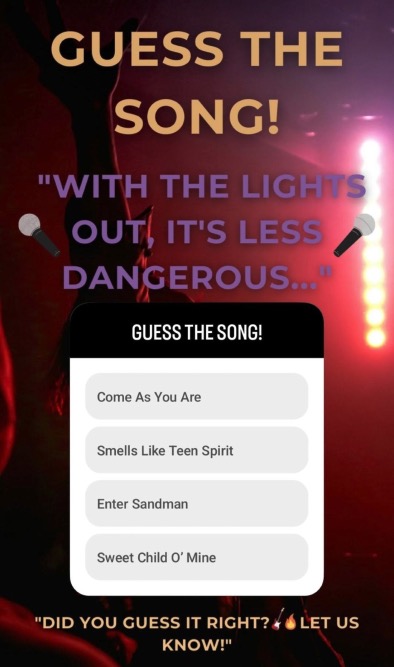 GUESS THE
SONG!
"WITH THE LIGHTS
OUT, IT'S LESS
DANGEROUS..."
GUESS THE SONG!
Come As You Are
Smells Like Teen Spirit
Enter Sandman
Sweet Child O’ Mine
"DID YOU GUESS IT RIGHT?🎸🔥LET US
KNOW!"